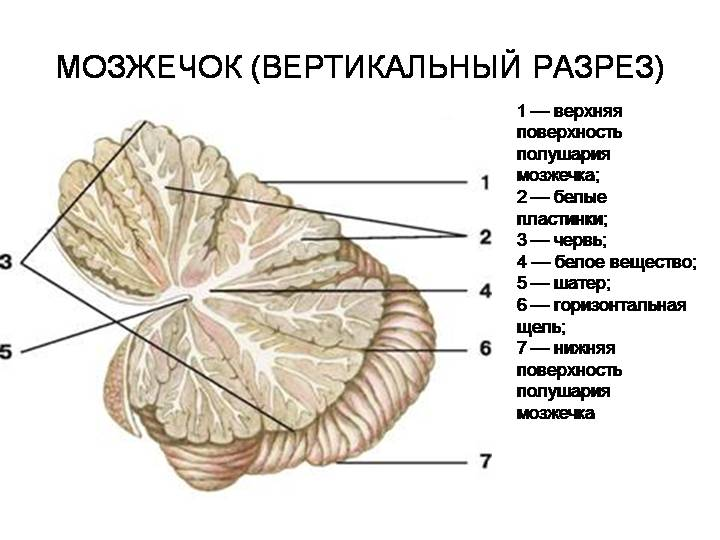 МОЗЖЕЧОК (ВЕРТИКАЛЬНЫЙ РАЗРЕЗ)
1 — верхняя
поверхность
полушария
мозжечка;
2 — белые
пластинки;
3 — червь;
4 — белое вещество;
5 — шатер;
6 — горизонтальная
щель;
7 — нижняя
поверхность
полушария
мозжечка
1
2
3
4
5
6
7